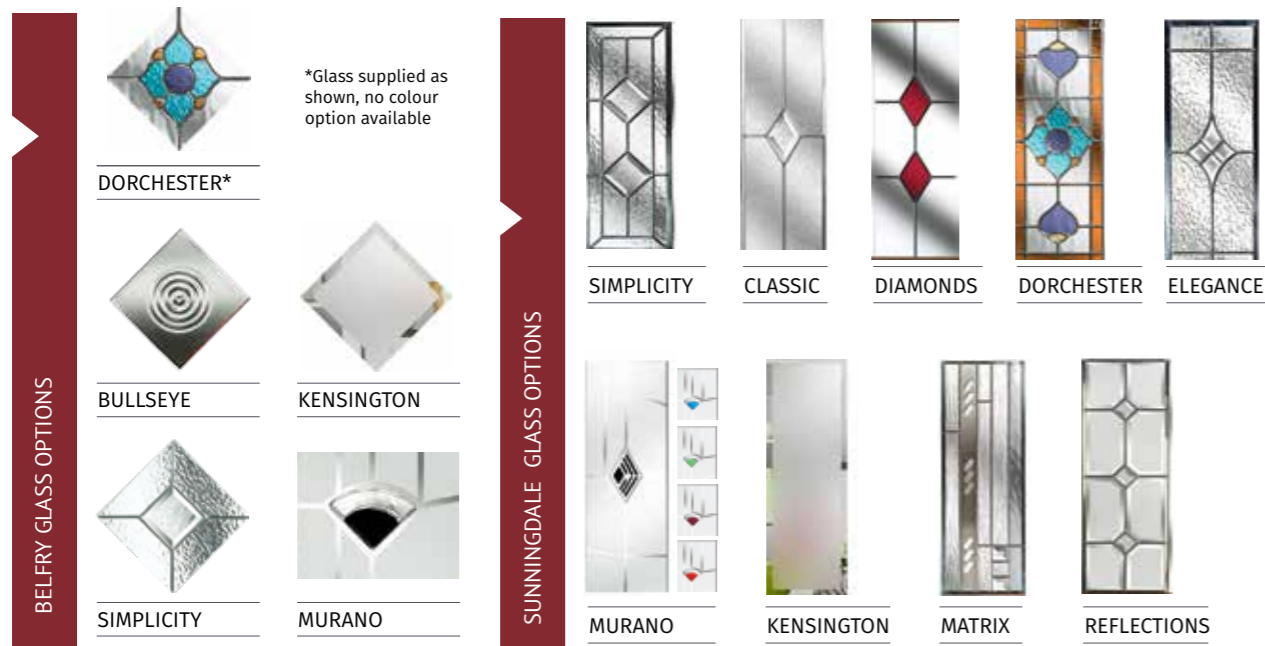 BELFRY GLASS OPTIONS
DORCHESTER*
*Glass supplied as
shown, no colour
option available
BULLSEYE
KENSINGTON
SIMPLICITY
MURANO
SUNNINGDALE GLASS OPTIONS
SIMPLICITY
CLASSIC
DIAMONDS
DORCHESTER
ELEGANCE
MURANO
KENSINGTON
MATRIX
REFLECTIONS